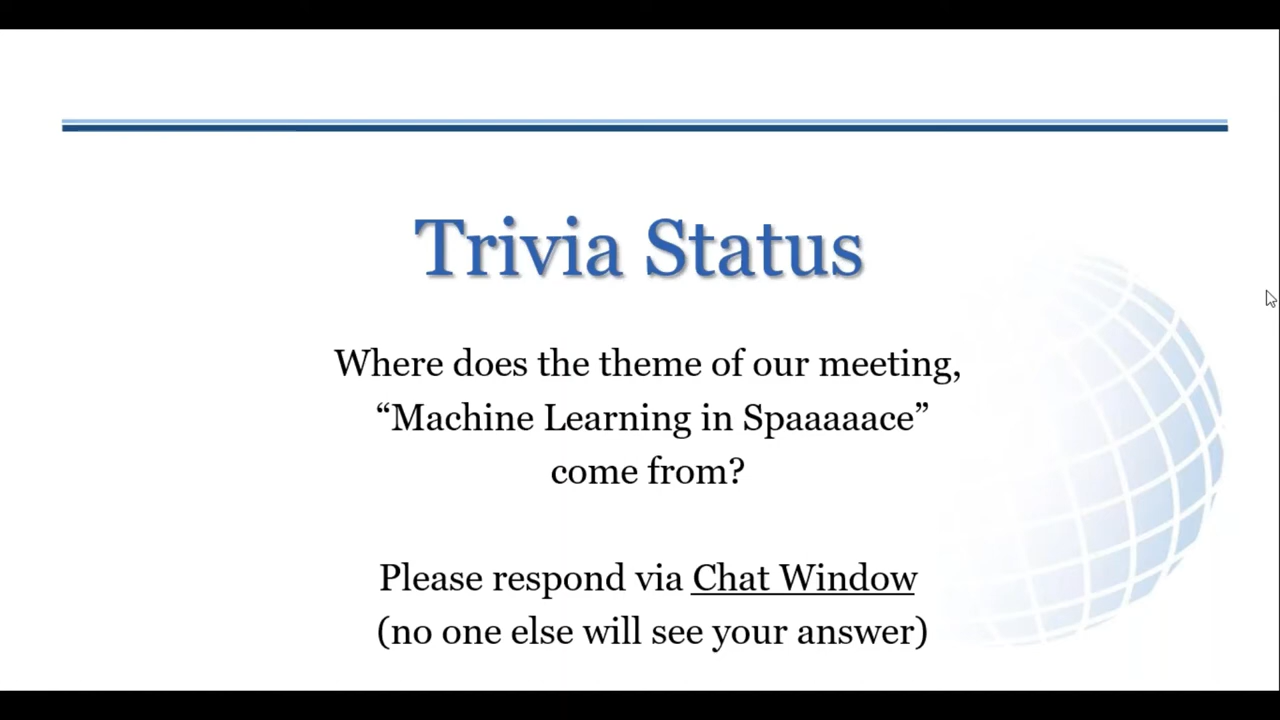 Trivia Status
Where does the theme of our meeting,
“Machine Learning in Spaaaaace”
come from?
Please respond via Chat Window
(no one else will see your answer)